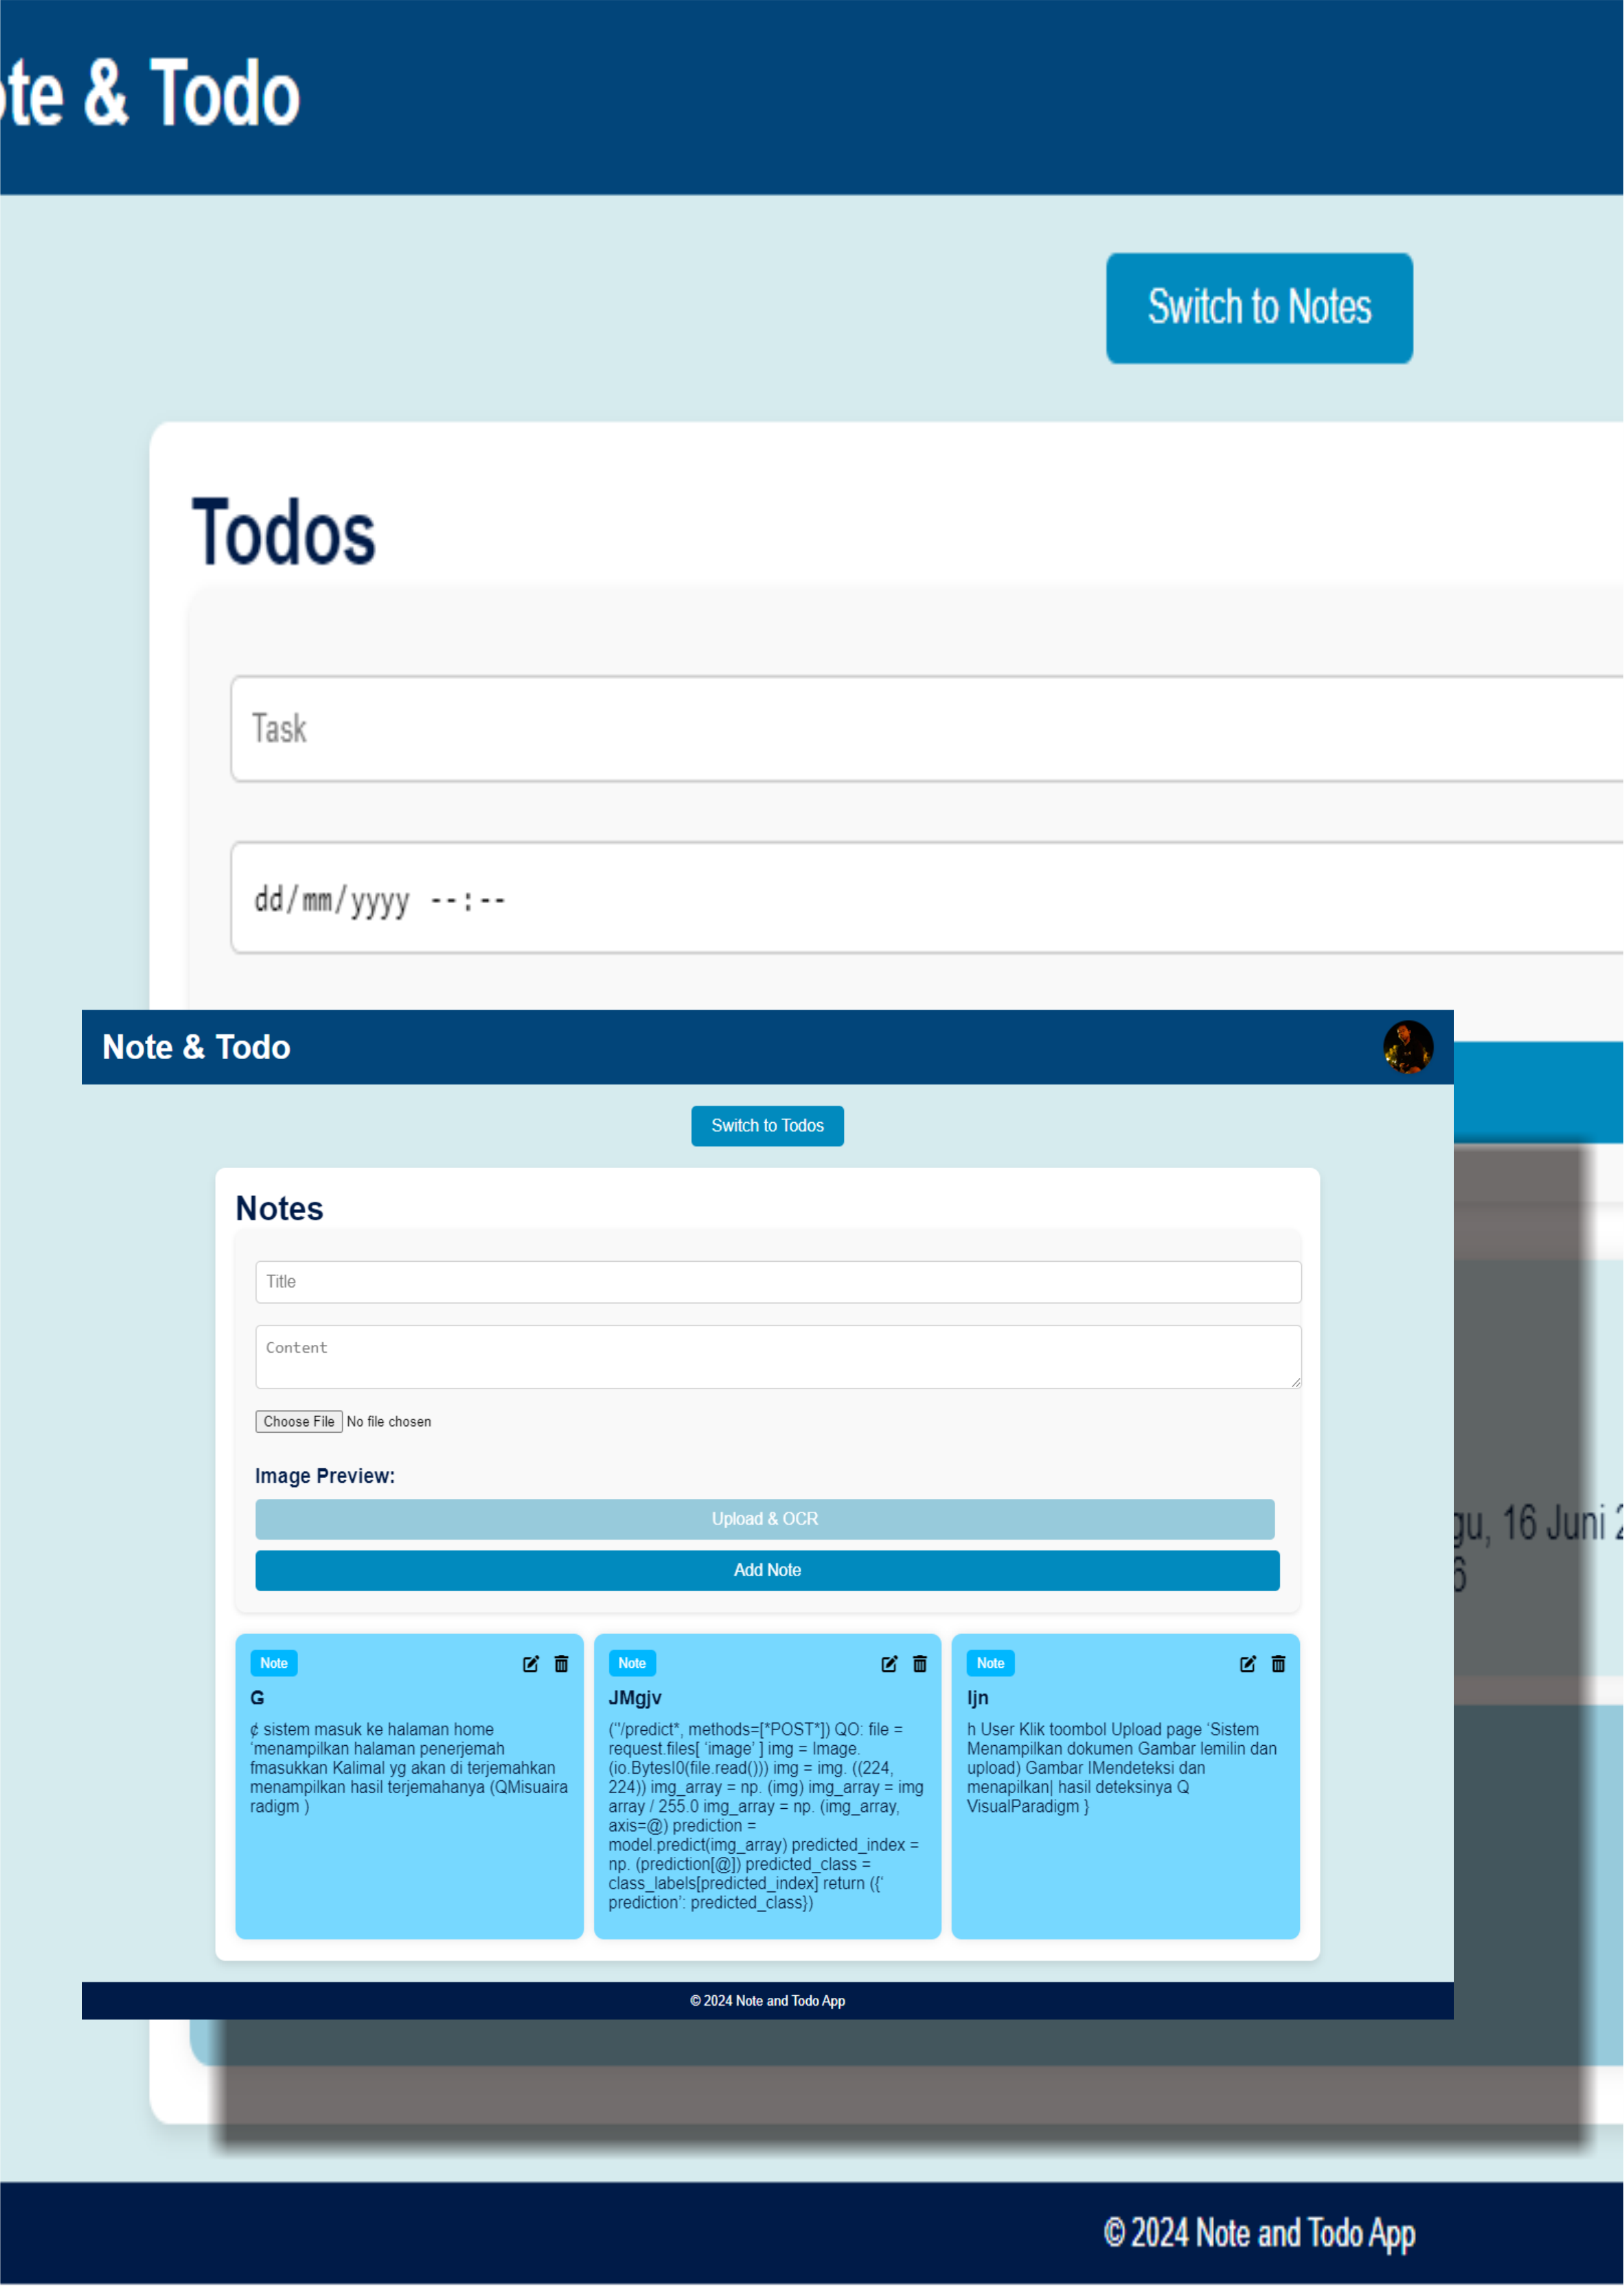 te & Todo
Switch to Notes
Todos
Task
dd/mm/yyyy --:--
Note & Todo
Switch to Todos
Notes
Title
Content
Choose File No file chosen
Image Preview:
Upload & OCR
Add Note
Note
G
¢ sistem masuk ke halaman home
‘menampilkan halaman penerjemah
fmasukkan Kalimal yg akan di terjemahkan
menampilkan hasil terjemahanya (QMisuaira
radigm )
Note
JMgjv
("/predict*, methods=[*POST*]) QO: file =
request.files[ ‘image’ ] img = Image.
(io.BytesI0(file.read())) img = img. ((224,
224)) img_array = np. (img) img_array = img
array / 255.0 img_array = np. (img_array,
axis=@) prediction =
model.predict(img_array) predicted_index =
np. (prediction[@]) predicted_class =
class_labels[predicted_index] return ({‘
prediction’: predicted_class})
Note
Ijn
h User Klik toombol Upload page ‘Sistem
Menampilkan dokumen Gambar lemilin dan
upload) Gambar lMendeteksi dan
menapilkan| hasil deteksinya Q
VisualParadigm }
© 2024 Note and Todo App
gu, 16 Juni 2
6
© 2024 Note and Todo App